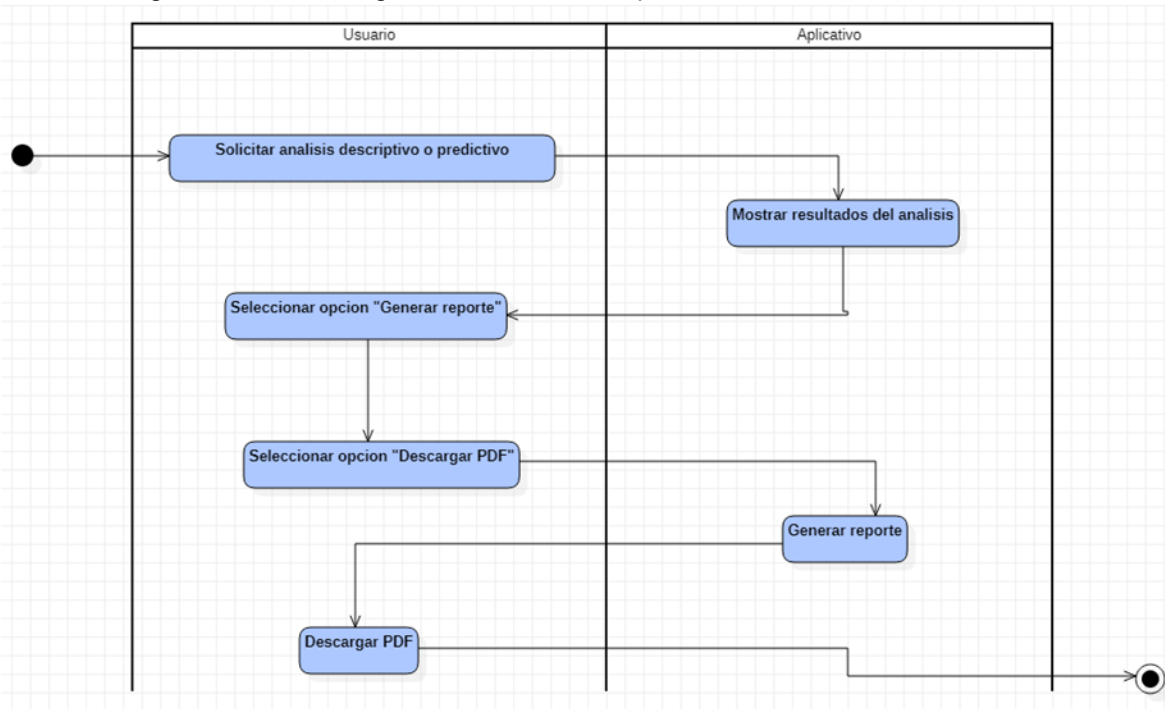 Usuario
Aplicativo
Solicitar analisis descriptivo o predictivo
Mostrar resultados del analisis
Seleccionar opcion "Generar reporte"
Seleccionar opcion "Descargar PDF"
Generar reporte
Descargar PDF